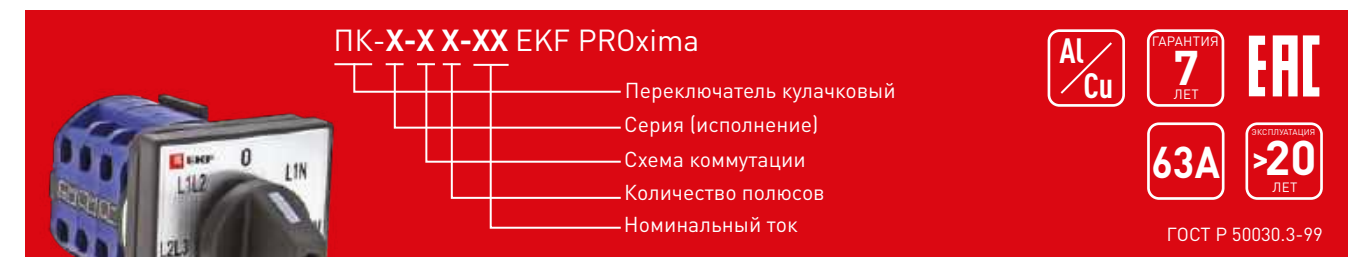 ПК-X-X X-XX EKF PROxima
Переключатель кулачковый
Серия (исполнение)
Схема коммутации
Количество полюсов
Номинальный ток
EKF
0
L1N
L1L2
L2L3
Al/Cu
ГАРАНТИЯ
7
ЛЕТ
EAC
63A
ЭКСПЛУАТАЦИЯ
>20
ЛЕТ
ГОСТ Р 50030.3-99